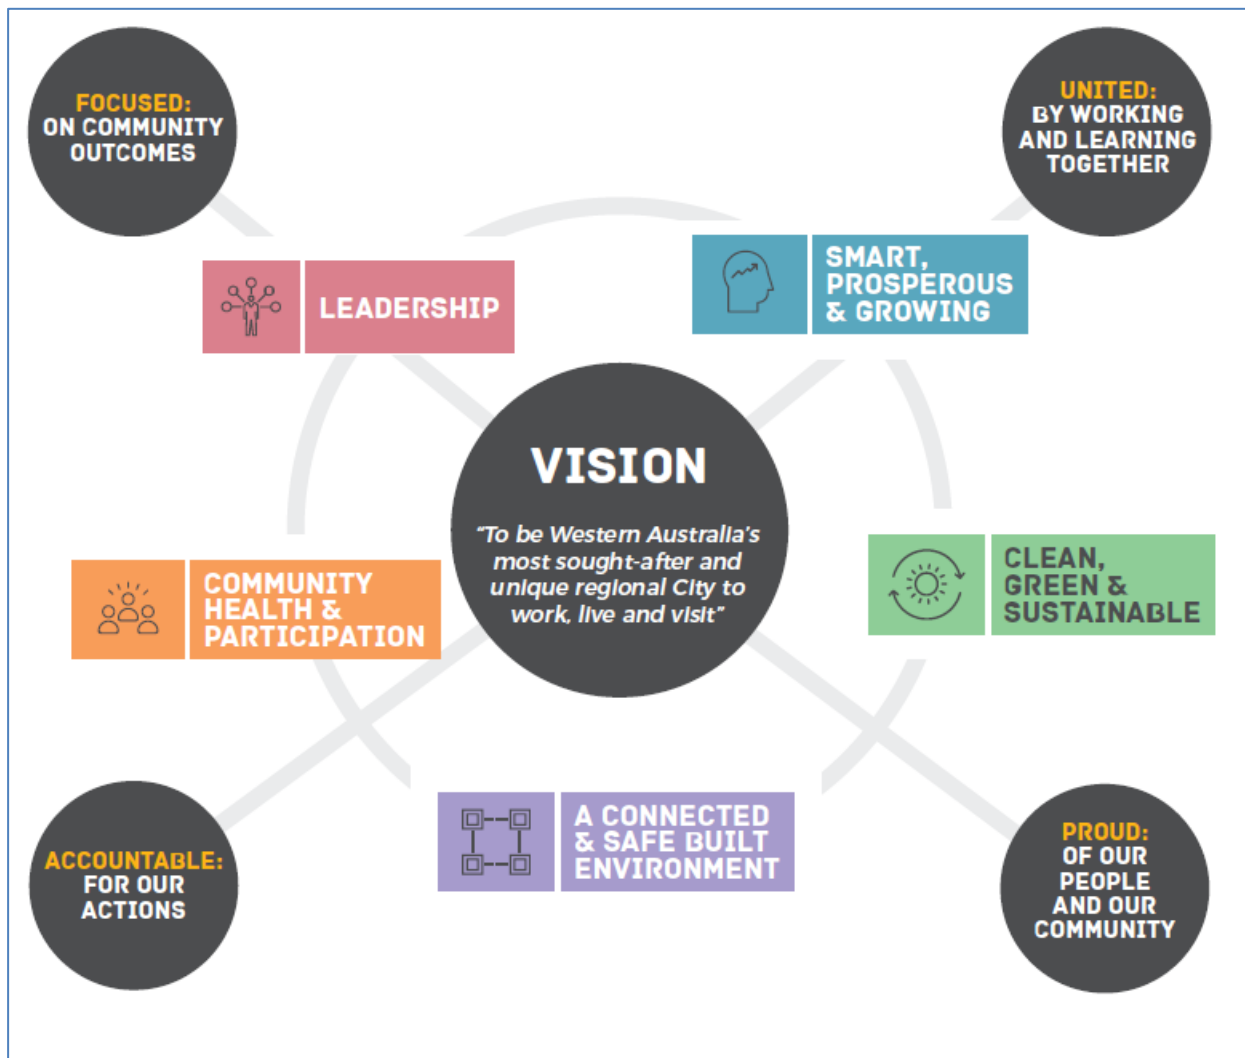 FOCUSED:
ON COMMUNITY
OUTCOMES
UNITED:
BY WORKING
AND LEARNING
TOGETHER
LEADERSHIP
SMART,
PROSPEROUS
& GROWING
VISION
“To be Western Australia’s
most sought-after and
unique regional City to
work, live and visit”
COMMUNITY
HEALTH &
PARTICIPATION
CLEAN,
GREEN &
SUSTAINABLE
A CONNECTED
& SAFE BUILT
ENVIRONMENT
ACCOUNTABLE:
FOR OUR
ACTIONS
PROUD:
OF OUR
PEOPLE
AND OUR
COMMUNITY